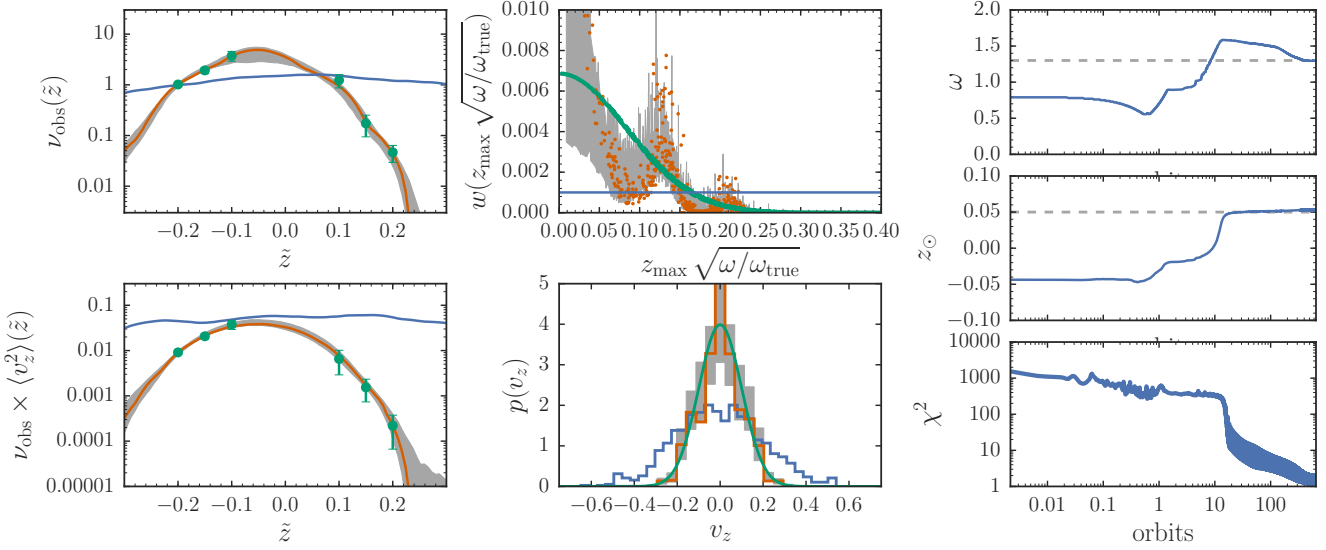 10
1
0.1
0.01
ν_obs(z̃)
−0.2 −0.1 0.0 0.1 0.2
z̃
0.1
0.01
0.001
0.0001
0.00001
ν_obs × ⟨v_z^2⟩(z̃)
−0.2 −0.1 0.0 0.1 0.2
z̃
0.010
0.008
0.006
0.004
0.002
0.000
w(z_max √ω/ω_true)
0.00 0.05 0.10 0.15 0.20 0.25 0.30 0.35 0.40
z_max √ω/ω_true
5
4
3
2
1
0
p(v_z)
−0.6 −0.4 −0.2 0.0 0.2 0.4 0.6
v_z
2.0
1.5
1.0
0.5
0.0
ω
0.10
0.05
0.00
−0.05
−0.10
z_⊙
10000
1000
100
10
1
χ^2
0.01 0.1 1 10 100
orbits